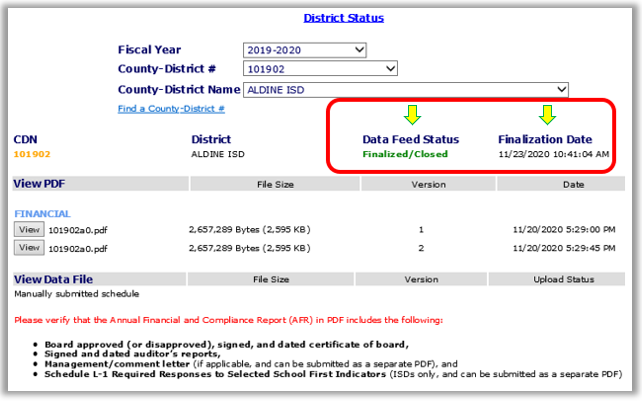 District Status
Fiscal Year 2019-2020
County-District # 101902
County-District Name ALDINE ISD
Find a County-District #
CDN District Data Feed Status Finalization Date
101902 ALDINE ISD Finalized/Closed 11/23/2020 10:41:04 AM
View PDF File Size Version Date
FINANCIAL
View 101902a0.pdf 2,657,289 Bytes (2,595 KB) 1 11/20/2020 5:29:00 PM
View 101902a0.pdf 2,657,289 Bytes (2,595 KB) 2 11/20/2020 5:29:45 PM
View Data File File Size Version Upload Status
Manually submitted schedule
Please verify that the Annual Financial and Compliance Report (AFR) in PDF includes the following:
• Board approved (or disapproved), signed, and dated certificate of board,
• Signed and dated auditor's reports,
• Management/comment letter (if applicable, and can be submitted as a separate PDF), and
• Schedule L-1 Required Responses to Selected School First Indicators (ISDs only, and can be submitted as a separate PDF)